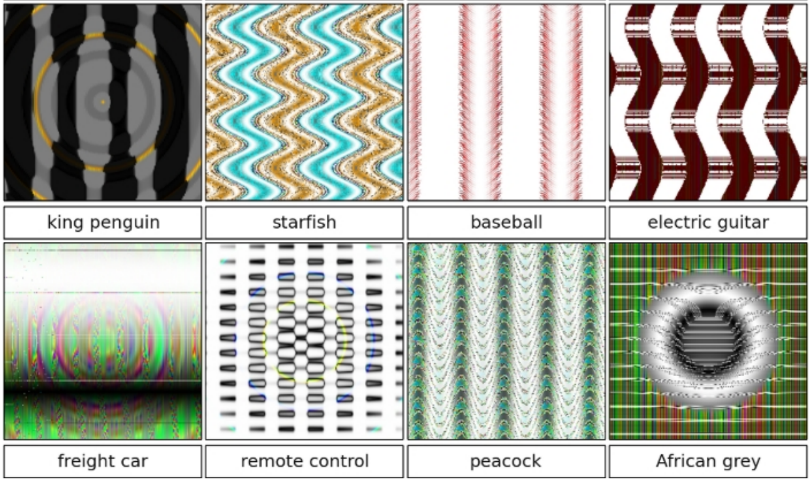 king penguin
starfish
baseball
electric guitar
freight car
remote control
peacock
African grey